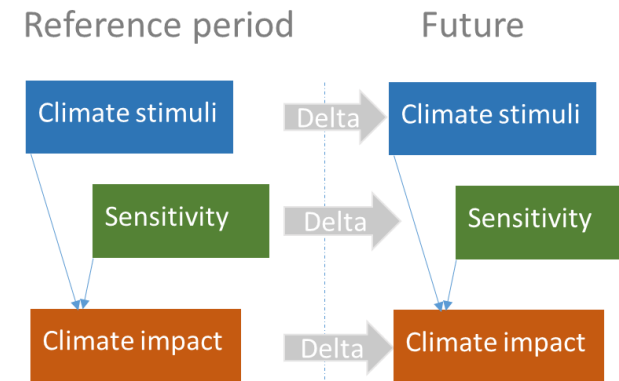 Reference period
Future
Climate stimuli
Delta
Climate stimuli
Sensitivity
Delta
Sensitivity
Climate impact
Delta
Climate impact